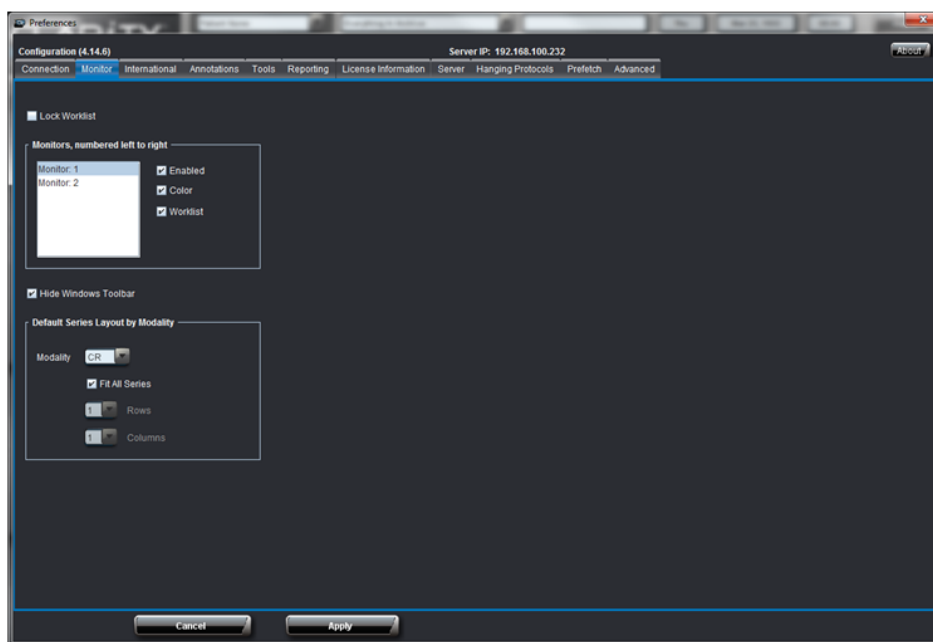 Preferences
Configuration (4.14.6) Server IP: 192.168.100.232 About
Connection Monitor International Annotations Tools Reporting License Information Server Hanging Protocols Prefetch Advanced
Lock Worklist
Monitors, numbered left to right
Monitor: 1
Monitor: 2
Enabled
Color
Worklist
Hide Windows Toolbar
Default Series Layout by Modality
Modality CR
Fit All Series
1 Rows
1 Columns
Cancel Apply